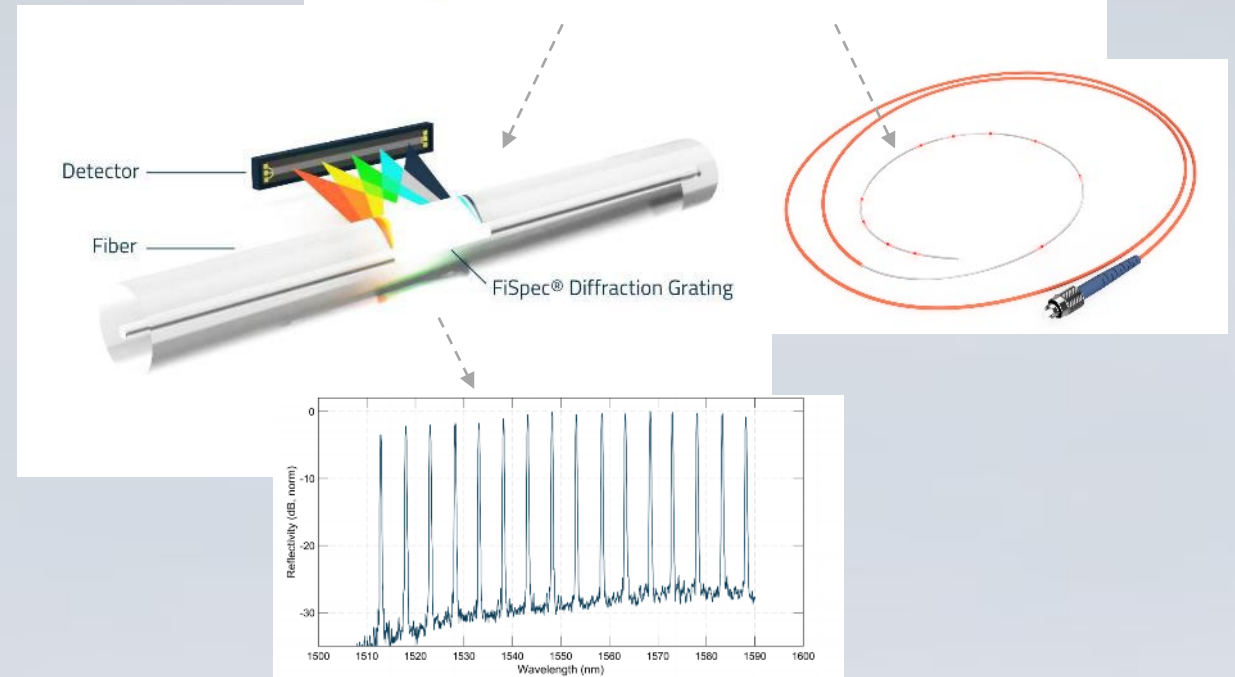 Detector
Fiber
FiSpec® Diffraction Grating
0
-10
-20
-30
Reflectivity (dB, norm)
1500 1510 1520 1530 1540 1550 1560 1570 1580 1590 1600
Wavelength (nm)